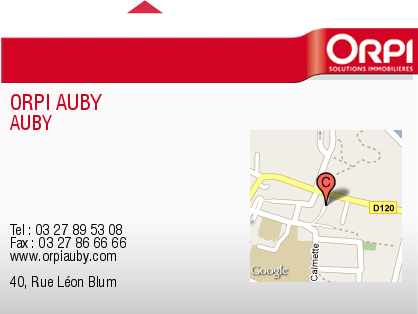 ORPI
SOLUTIONS IMMOBILIÈRES
ORPI AUBY
AUBY
C
D120
Calmette
Google
Tel : 03 27 89 53 08
Fax : 03 27 86 66 66
www.orpiauby.com
40, Rue Léon Blum